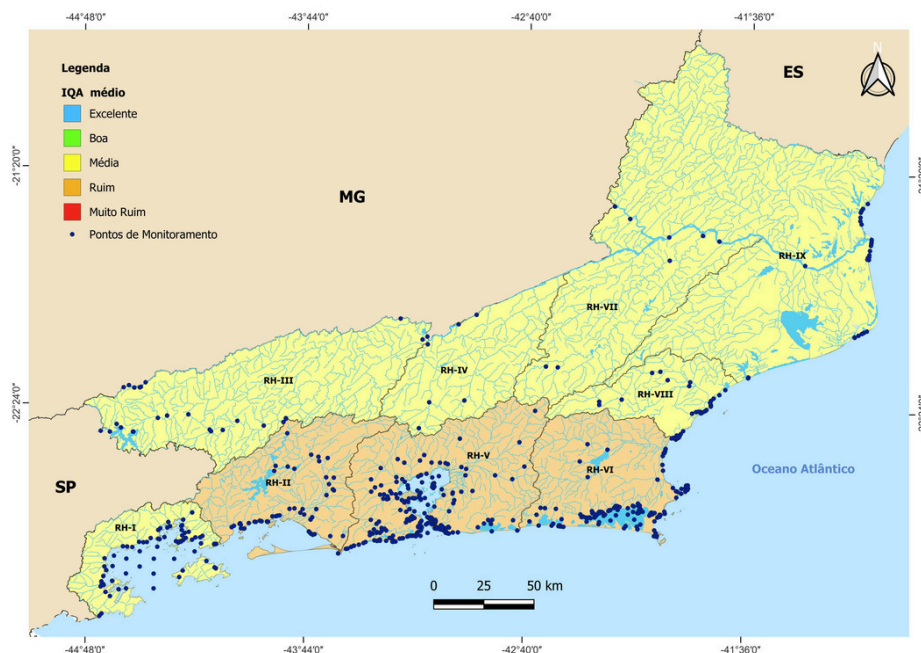 -44°48'0"
-43°44'0"
-42°40'0"
-41°36'0"
N
ES
Legenda
IQA médio
Excelente
Boa
Média
Ruim
Muito Ruim
Pontos de Monitoramento
-21°20'0"
MG
RH-IX
RH-VII
RH-III
RH-IV
RH-VIII
-22°24'0"
RH-V
RH-VI
Oceano Atlântico
RH-II
SP
RH-I
0 25 50 km
-44°48'0"
-43°44'0"
-42°40'0"
-41°36'0"